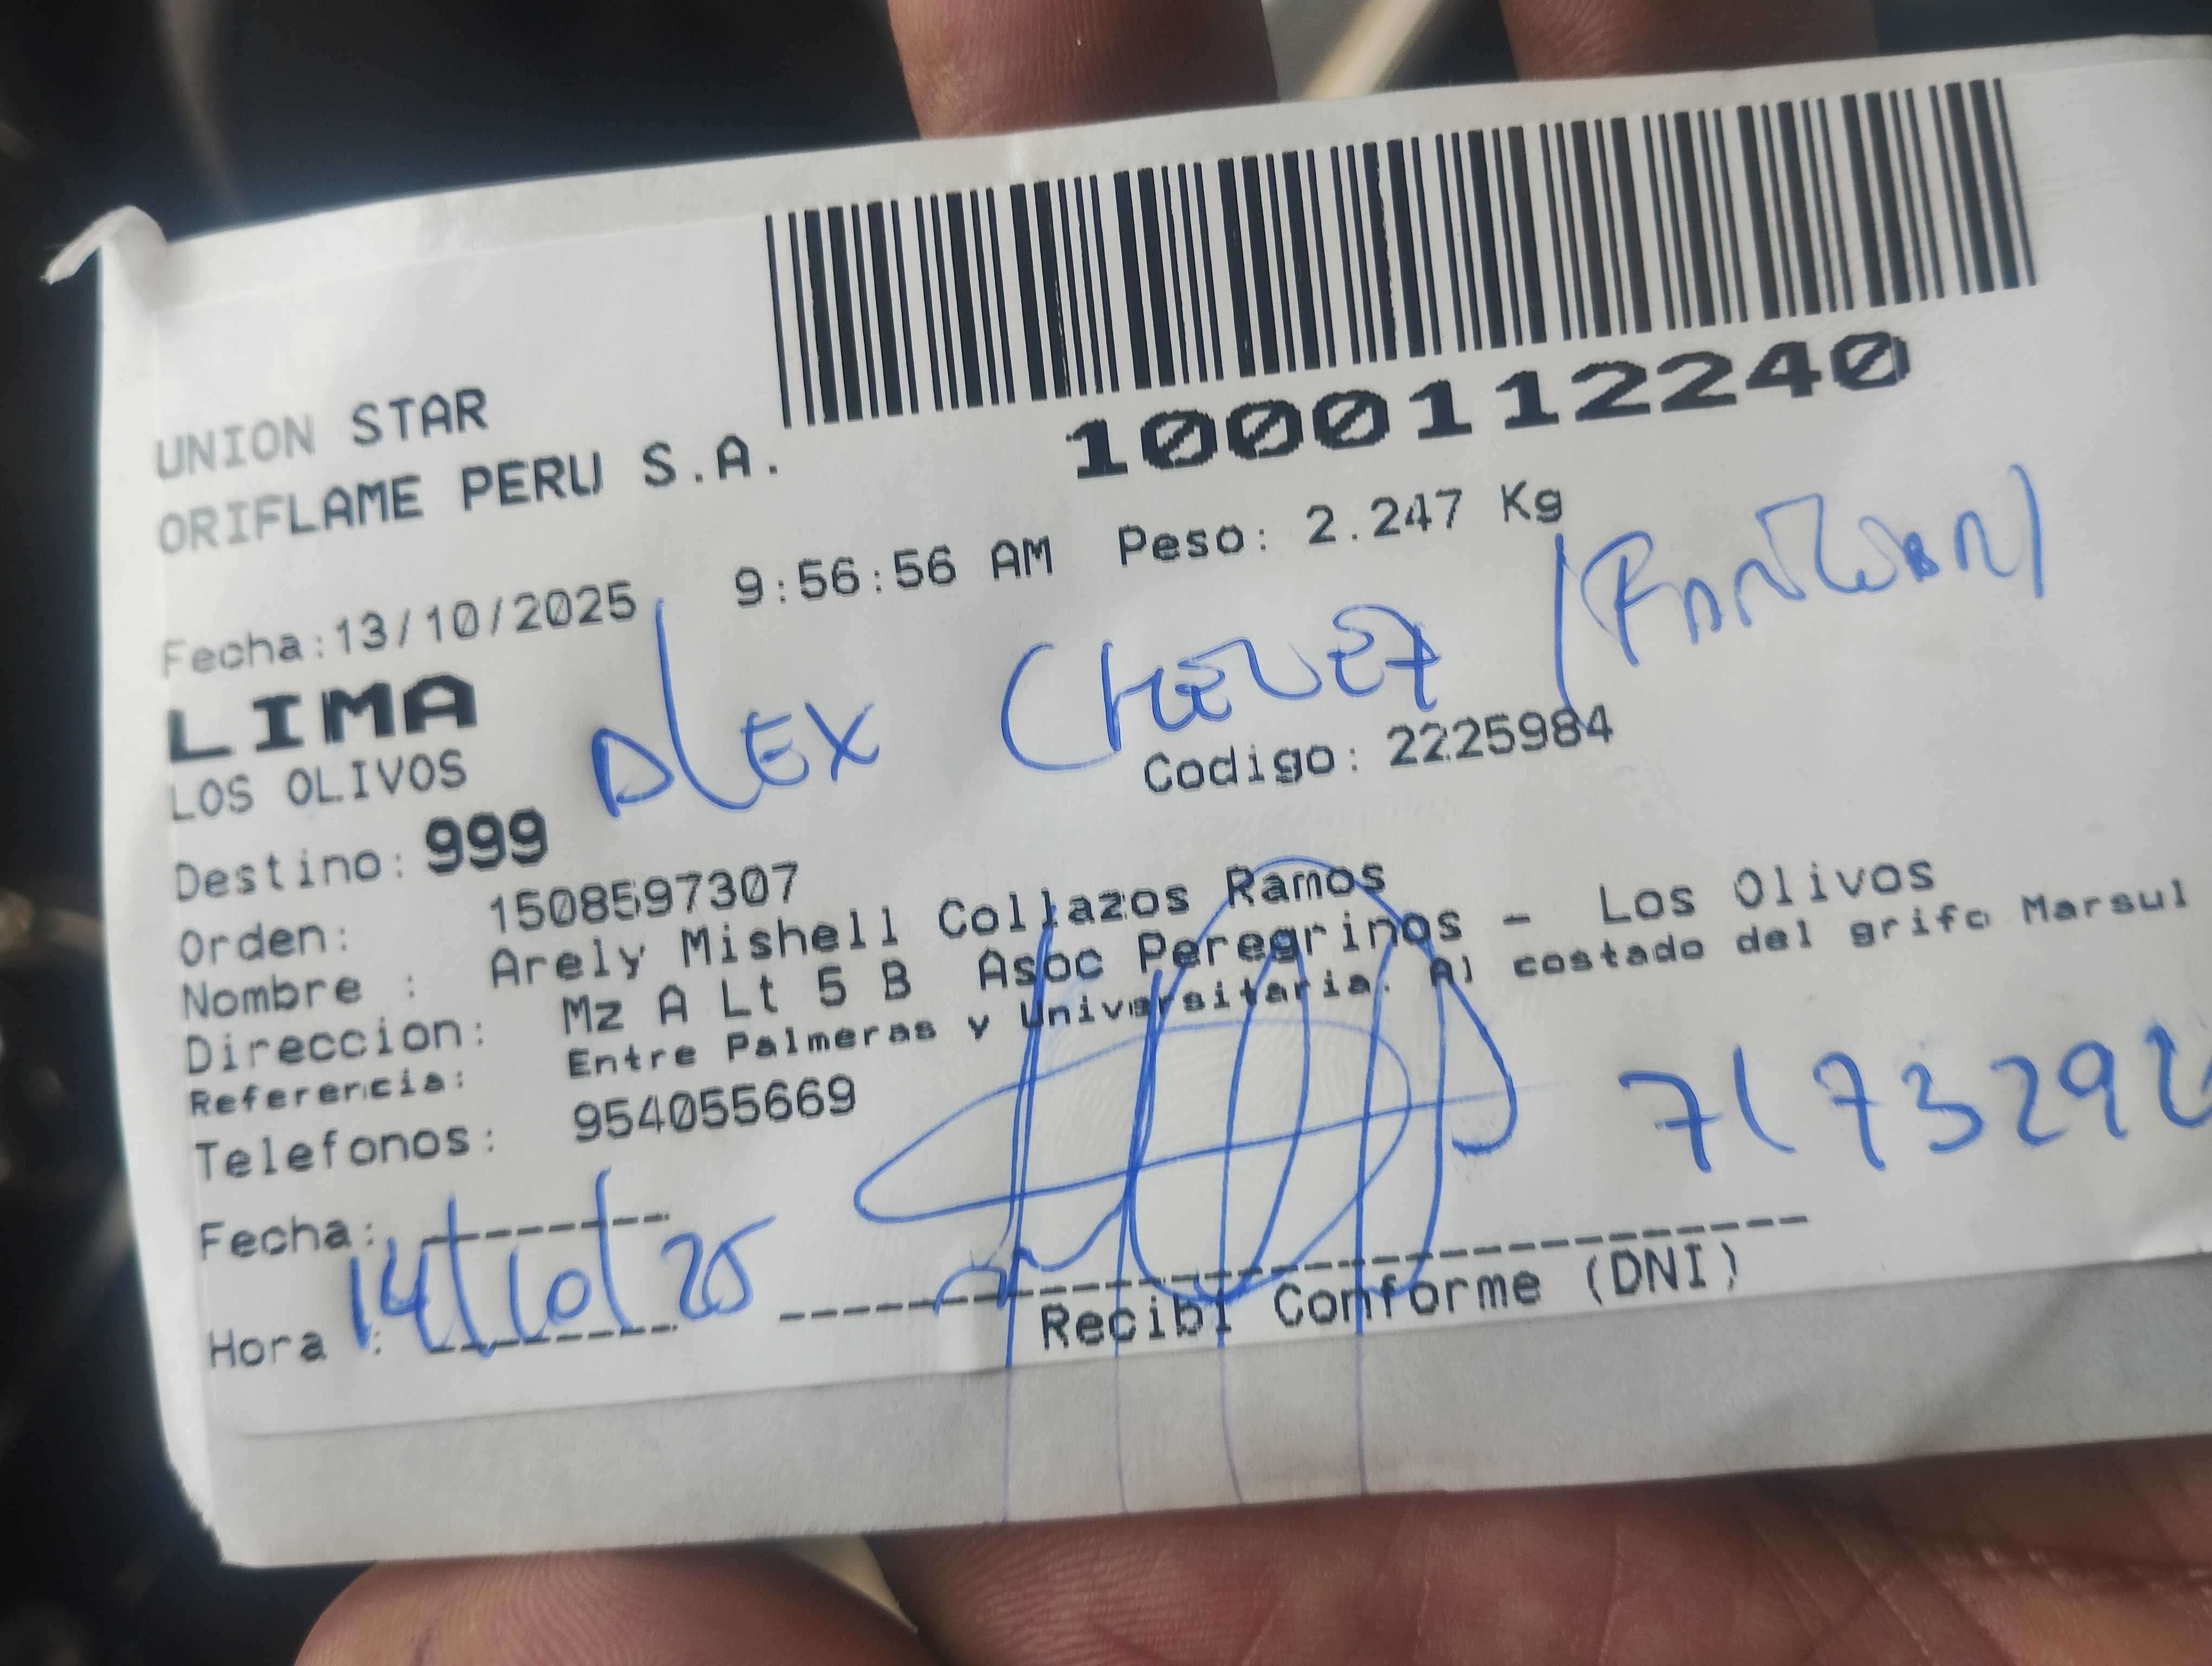 UNION STAR
ORIFLAME PERU S.A.
1000112240
Fecha:13/10/2025 9:56:56 AM Peso: 2.247 Kg
LIMA
ALEX CHAVEZ
LOS OLIVOS
Codigo: 2225984
Destino: 999
Orden: 1508597307
Nombre : Arely Mishell Collazos Ramos
Direccion: Mz A Lt 5 B Asoc Peregrinos - Los Olivos
Referencia: Entre Palmeras y Universitaria. Al costado del grifo Marsul
Telefonos: 954055669
Fecha:
14/10/25
Hora :
Recibi Conforme (DNI)